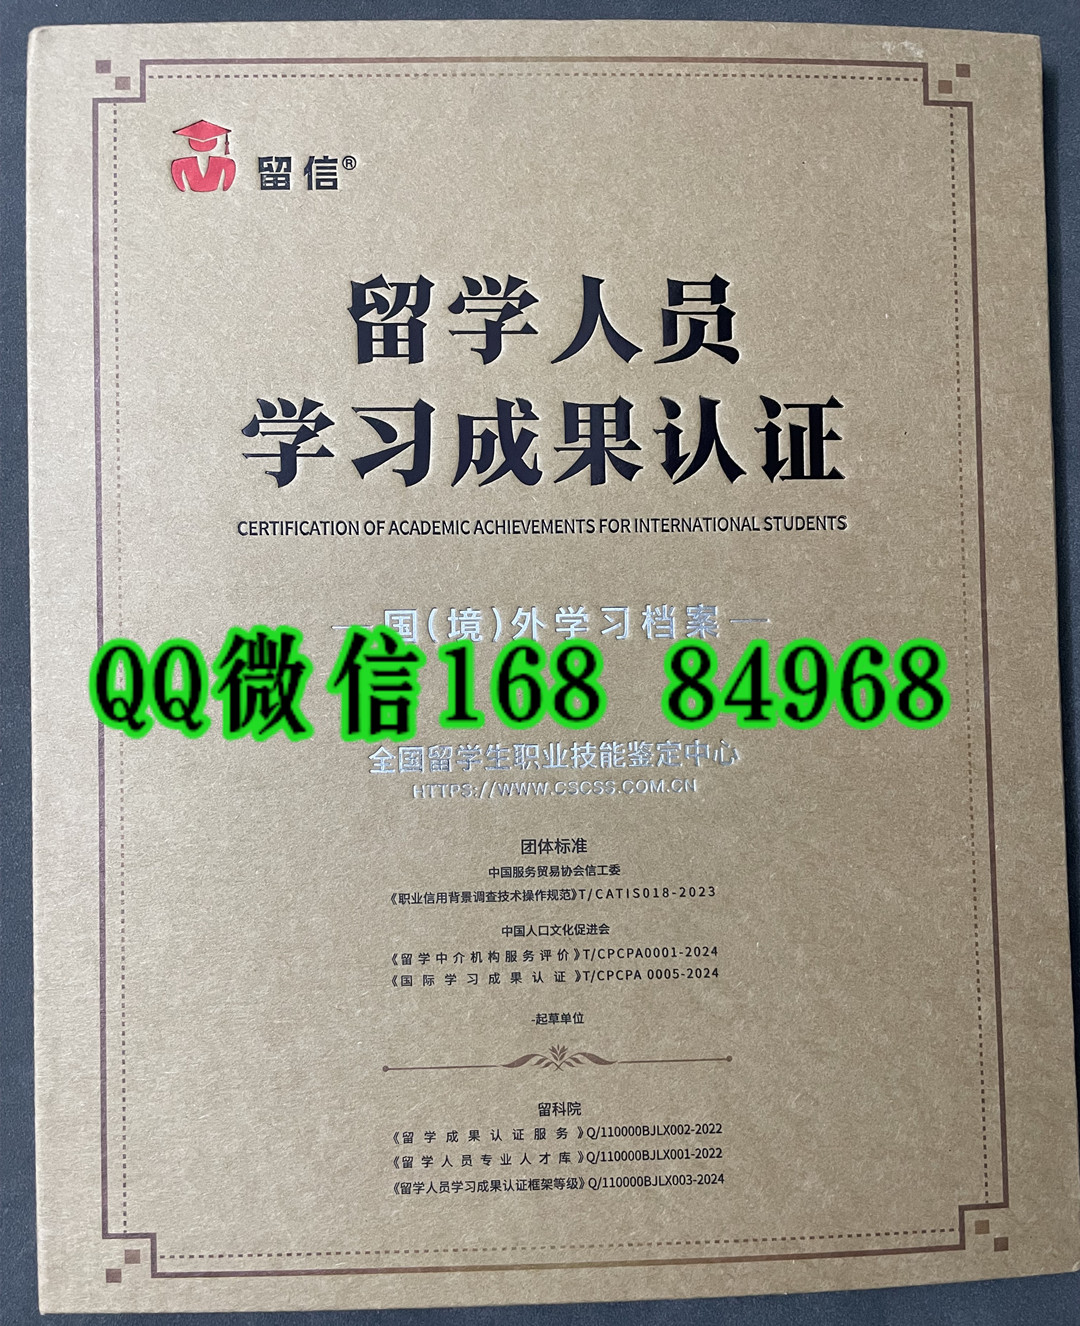 留信®
留学人员
学习成果认证
CERTIFICATION OF ACADEMIC ACHIEVEMENTS FOR INTERNATIONAL STUDENTS
国(境)外学习档案
QQ微信168 84968
全国留学生职业技能鉴定中心
HTTPS://WWW.CSCSS.COM.CN
团体标准
中国服务贸易协会信工委
《职业信用背景调查技术操作规范》T/CATIS018-2023
中国人口文化促进会
《留学中介机构服务评价》T/CPCPA0001-2024
《国际学习成果认证》T/CPCPA 0005-2024
-起草单位
留科院
《留学成果认证服务》Q/110000BJLX002-2022
《留学人员专业人才库》Q/110000BJLX001-2022
《留学人员学习成果认证框架等级》Q/110000BJLX003-2024